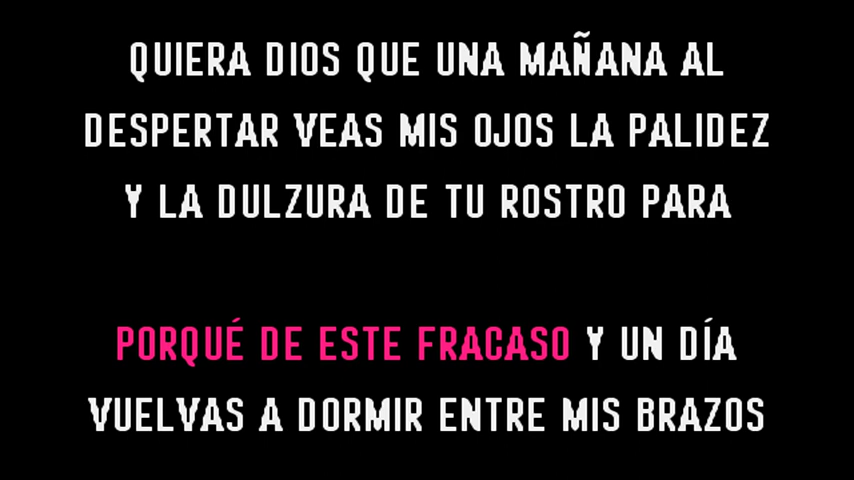 QUIERA DIOS QUE UNA MAÑANA AL
DESPERTAR VEAS MIS OJOS LA PALIDEZ
Y LA DULZURA DE TU ROSTRO PARA
PORQUÉ DE ESTE FRACASO Y UN DÍA
VUELVAS A DORMIR ENTRE MIS BRAZOS